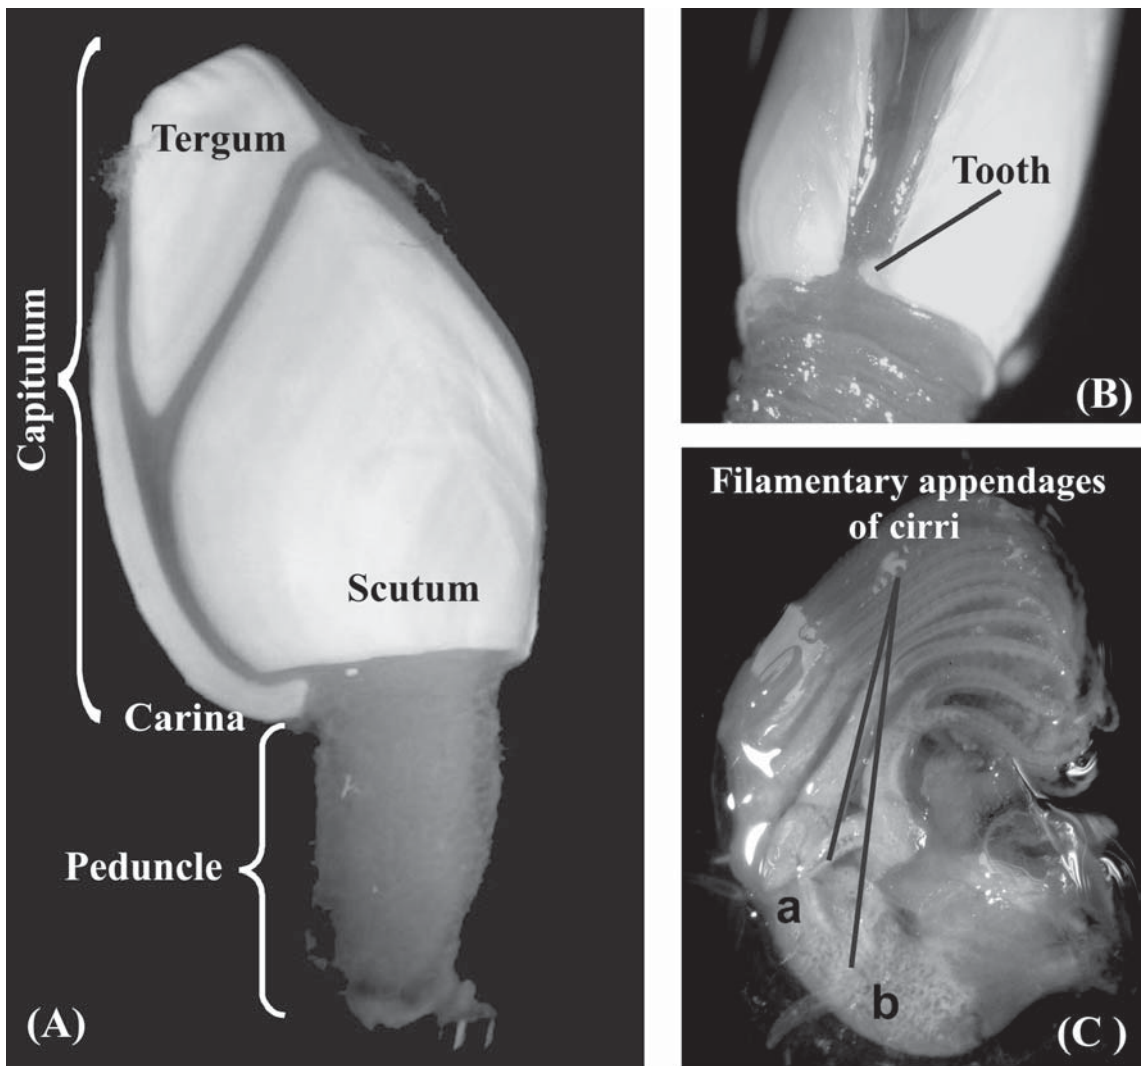 Tergum
Capitulum
Scutum
Carina
Peduncle
(A)
Tooth
(B)
Filamentary appendages
of cirri
a
b
(C )